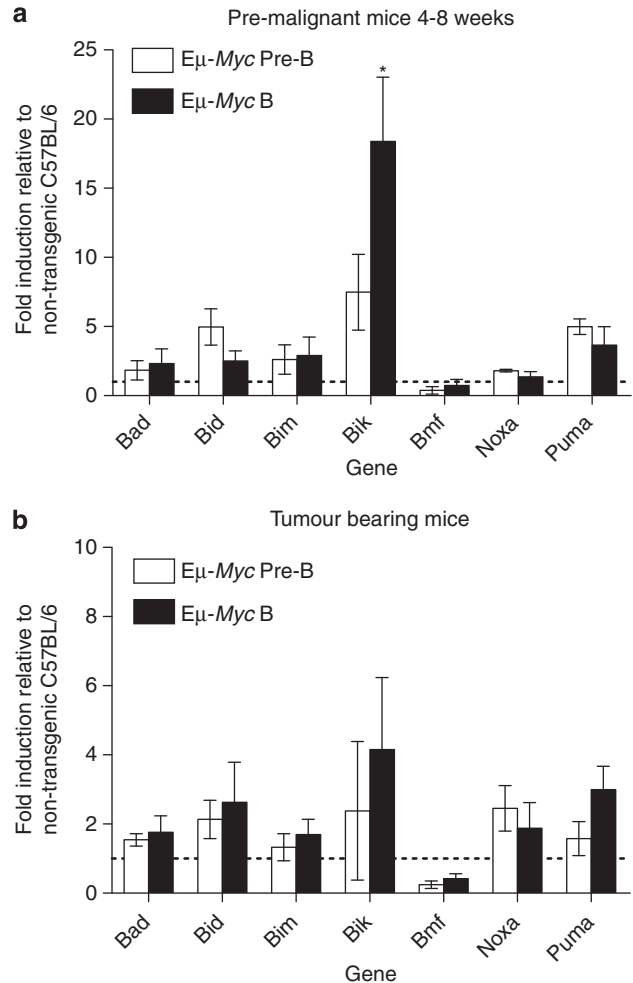 a
Pre-malignant mice 4-8 weeks
Fold induction relative to
non-transgenic C57BL/6
25
20
15
10
5
0
Eμ-Myc Pre-B
Eμ-Myc B
*
Bad
Bid
Bim
Bik
Bmf
Noxa
Puma
Gene
b
Tumour bearing mice
Fold induction relative to
non-transgenic C57BL/6
10
8
6
4
2
0
Eμ-Myc Pre-B
Eμ-Myc B
Bad
Bid
Bim
Bik
Bmf
Noxa
Puma
Gene